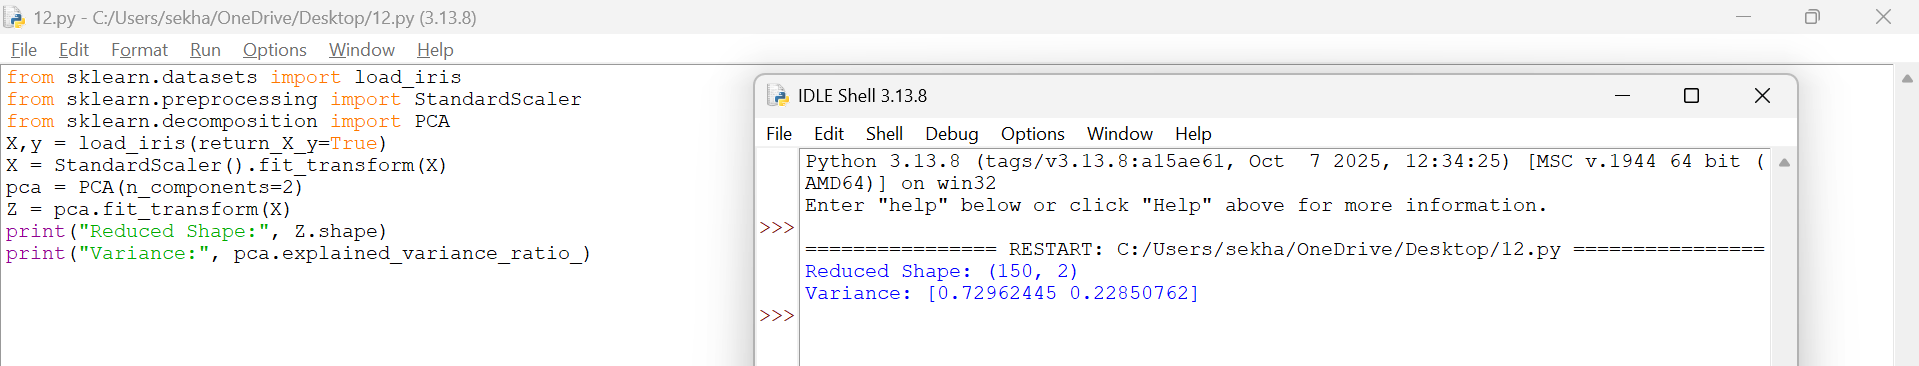 12.py - C:/Users/sekha/OneDrive/Desktop/12.py (3.13.8)
File Edit Format Run Options Window Help
from sklearn.datasets import load_iris
from sklearn.preprocessing import StandardScaler
from sklearn.decomposition import PCA
X,y = load_iris(return_X_y=True)
X = StandardScaler().fit_transform(X)
pca = PCA(n_components=2)
Z = pca.fit_transform(X)
print("Reduced Shape:", Z.shape)
print("Variance:", pca.explained_variance_ratio_)
IDLE Shell 3.13.8
File Edit Shell Debug Options Window Help
Python 3.13.8 (tags/v3.13.8:a15ae61, Oct  7 2025, 12:34:25) [MSC v.1944 64 bit (
AMD64)] on win32
Enter "help" below or click "Help" above for more information.
>>>
================ RESTART: C:/Users/sekha/OneDrive/Desktop/12.py ================
Reduced Shape: (150, 2)
Variance: [0.72962445 0.22850762]
>>>